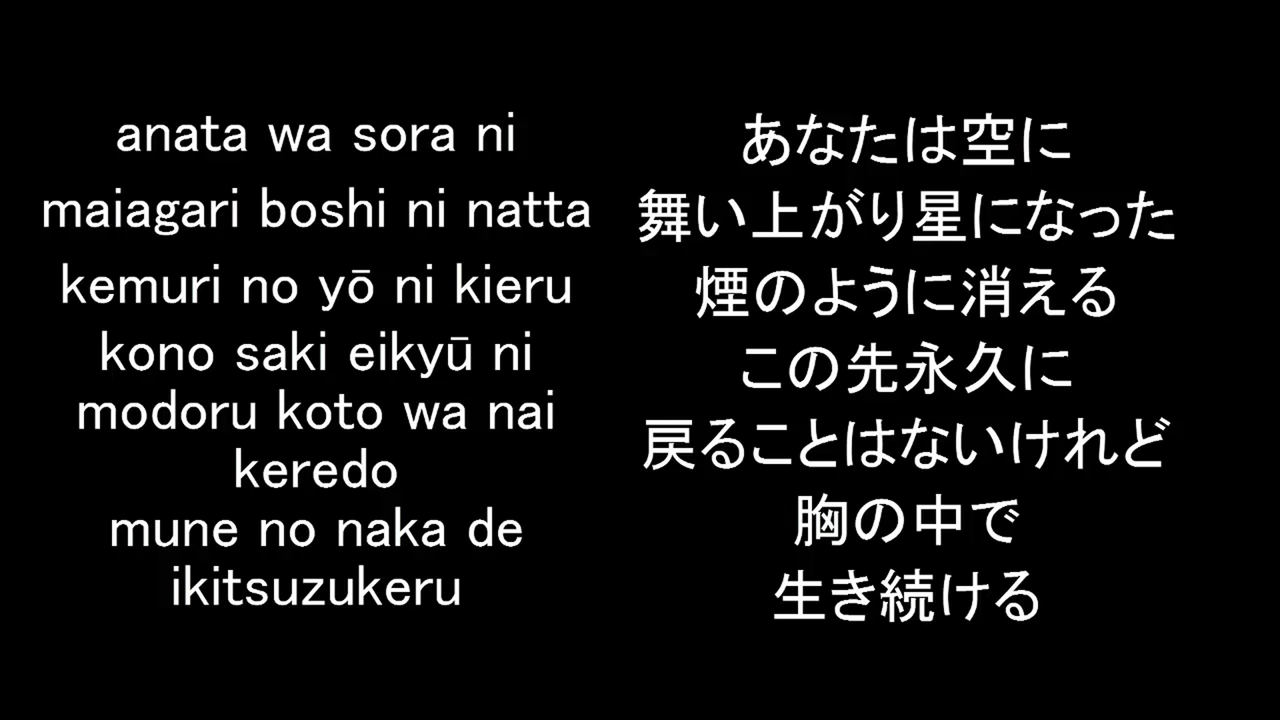 anata wa sora ni
maiagari boshi ni natta
kemuri no yō ni kieru
kono saki eikyū ni
modoru koto wa nai
keredo
mune no naka de
ikitsuzukeru
あなたは空に
舞い上がり星になった
煙のように消える
この先永久に
戻ることはないけれど
胸の中で
生き続ける